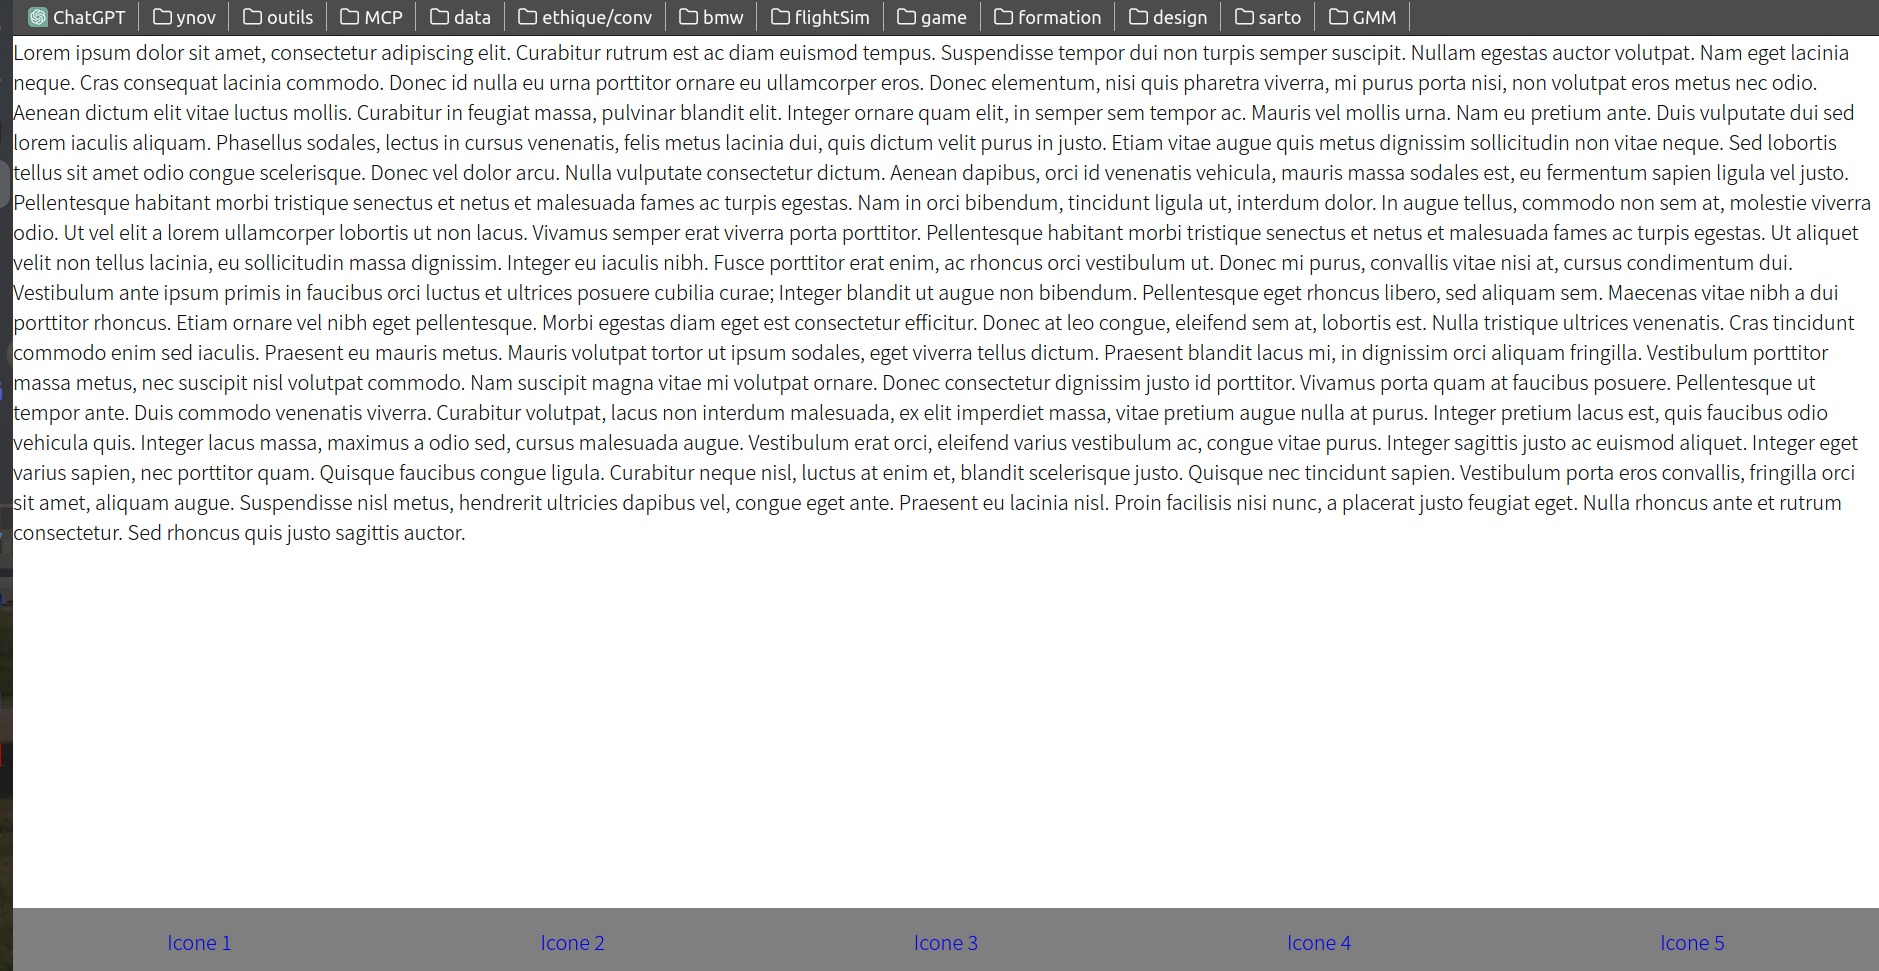 ChatGPT ynov outils MCP data ethique/conv bmw flightSim game formation design sarto GMM
Lorem ipsum dolor sit amet, consectetur adipiscing elit. Curabitur rutrum est ac diam euismod tempus. Suspendisse tempor dui non turpis semper suscipit. Nullam egestas auctor volutpat. Nam eget lacinia
neque. Cras consequat lacinia commodo. Donec id nulla eu urna porttitor ornare eu ullamcorper eros. Donec elementum, nisi quis pharetra viverra, mi purus porta nisi, non volutpat eros metus nec odio.
Aenean dictum elit vitae luctus mollis. Curabitur in feugiat massa, pulvinar blandit elit. Integer ornare quam elit, in semper sem tempor ac. Mauris vel mollis urna. Nam eu pretium ante. Duis vulputate dui sed
lorem iaculis aliquam. Phasellus sodales, lectus in cursus venenatis, felis metus lacinia dui, quis dictum velit purus in justo. Etiam vitae augue quis metus dignissim sollicitudin non vitae neque. Sed lobortis
tellus sit amet odio congue scelerisque. Donec vel dolor arcu. Nulla vulputate consectetur dictum. Aenean dapibus, orci id venenatis vehicula, mauris massa sodales est, eu fermentum sapien ligula vel justo.
Pellentesque habitant morbi tristique senectus et netus et malesuada fames ac turpis egestas. Nam in orci bibendum, tincidunt ligula ut, interdum dolor. In augue tellus, commodo non sem at, molestie viverra
odio. Ut vel elit a lorem ullamcorper lobortis ut non lacus. Vivamus semper erat viverra porta porttitor. Pellentesque habitant morbi tristique senectus et netus et malesuada fames ac turpis egestas. Ut aliquet
velit non tellus lacinia, eu sollicitudin massa dignissim. Integer eu iaculis nibh. Fusce porttitor erat enim, ac rhoncus orci vestibulum ut. Donec mi purus, convallis vitae nisi at, cursus condimentum dui.
Vestibulum ante ipsum primis in faucibus orci luctus et ultrices posuere cubilia curae; Integer blandit ut augue non bibendum. Pellentesque eget rhoncus libero, sed aliquam sem. Maecenas vitae nibh a dui
porttitor rhoncus. Etiam ornare vel nibh eget pellentesque. Morbi egestas diam eget est consectetur efficitur. Donec at leo congue, eleifend sem at, lobortis est. Nulla tristique ultrices venenatis. Cras tincidunt
commodo enim sed iaculis. Praesent eu mauris metus. Mauris volutpat tortor ut ipsum sodales, eget viverra tellus dictum. Praesent blandit lacus mi, in dignissim orci aliquam fringilla. Vestibulum porttitor
massa metus, nec suscipit nisl volutpat commodo. Nam suscipit magna vitae mi volutpat ornare. Donec consectetur dignissim justo id porttitor. Vivamus porta quam at faucibus posuere. Pellentesque ut
tempor ante. Duis commodo venenatis viverra. Curabitur volutpat, lacus non interdum malesuada, ex elit imperdiet massa, vitae pretium augue nulla at purus. Integer pretium lacus est, quis faucibus odio
vehicula quis. Integer lacus massa, maximus a odio sed, cursus malesuada augue. Vestibulum erat orci, eleifend varius vestibulum ac, congue vitae purus. Integer sagittis justo ac euismod aliquet. Integer eget
varius sapien, nec porttitor quam. Quisque faucibus congue ligula. Curabitur neque nisl, luctus at enim et, blandit scelerisque justo. Quisque nec tincidunt sapien. Vestibulum porta eros convallis, fringilla orci
sit amet, aliquam augue. Suspendisse nisl metus, hendrerit ultricies dapibus vel, congue eget ante. Praesent eu lacinia nisl. Proin facilisis nisi nunc, a placerat justo feugiat eget. Nulla rhoncus ante et rutrum
consectetur. Sed rhoncus quis justo sagittis auctor.
Icone 1 Icone 2 Icone 3 Icone 4 Icone 5